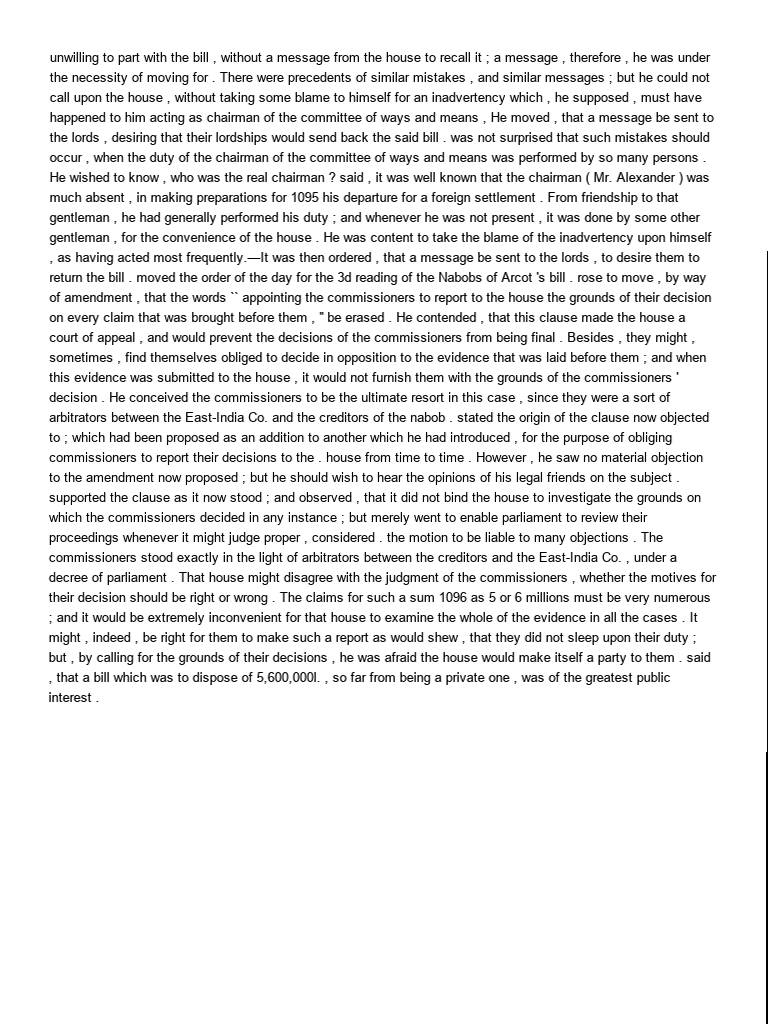 unwilling to part with the bill , without a message from the house to recall it ; a message , therefore , he was under
the necessity of moving for . There were precedents of similar mistakes , and similar messages ; but he could not
call upon the house , without taking some blame to himself for an inadvertency which , he supposed , must have
happened to him acting as chairman of the committee of ways and means , He moved , that a message be sent to
the lords , desiring that their lordships would send back the said bill . was not surprised that such mistakes should
occur , when the duty of the chairman of the committee of ways and means was performed by so many persons .
He wished to know , who was the real chairman ? said , it was well known that the chairman ( Mr. Alexander ) was
much absent , in making preparations for 1095 his departure for a foreign settlement . From friendship to that
gentleman , he had generally performed his duty ; and whenever he was not present , it was done by some other
gentleman , for the convenience of the house . He was content to take the blame of the inadvertency upon himself
, as having acted most frequently.—It was then ordered , that a message be sent to the lords , to desire them to
return the bill . moved the order of the day for the 3d reading of the Nabobs of Arcot 's bill . rose to move , by way
of amendment , that the words `` appointing the commissioners to report to the house the grounds of their decision
on every claim that was brought before them , '' be erased . He contended , that this clause made the house a
court of appeal , and would prevent the decisions of the commissioners from being final . Besides , they might ,
sometimes , find themselves obliged to decide in opposition to the evidence that was laid before them ; and when
this evidence was submitted to the house , it would not furnish them with the grounds of the commissioners '
decision . He conceived the commissioners to be the ultimate resort in this case , since they were a sort of
arbitrators between the East-India Co. and the creditors of the nabob . stated the origin of the clause now objected
to ; which had been proposed as an addition to another which he had introduced , for the purpose of obliging
commissioners to report their decisions to the . house from time to time . However , he saw no material objection
to the amendment now proposed ; but he should wish to hear the opinions of his legal friends on the subject .
supported the clause as it now stood ; and observed , that it did not bind the house to investigate the grounds on
which the commissioners decided in any instance ; but merely went to enable parliament to review their
proceedings whenever it might judge proper , considered . the motion to be liable to many objections . The
commissioners stood exactly in the light of arbitrators between the creditors and the East-India Co. , under a
decree of parliament . That house might disagree with the judgment of the commissioners , whether the motives for
their decision should be right or wrong . The claims for such a sum 1096 as 5 or 6 millions must be very numerous
; and it would be extremely inconvenient for that house to examine the whole of the evidence in all the cases . It
might , indeed , be right for them to make such a report as would shew , that they did not sleep upon their duty ;
but , by calling for the grounds of their decisions , he was afraid the house would make itself a party to them . said
, that a bill which was to dispose of 5,600,000l. , so far from being a private one , was of the greatest public
interest .